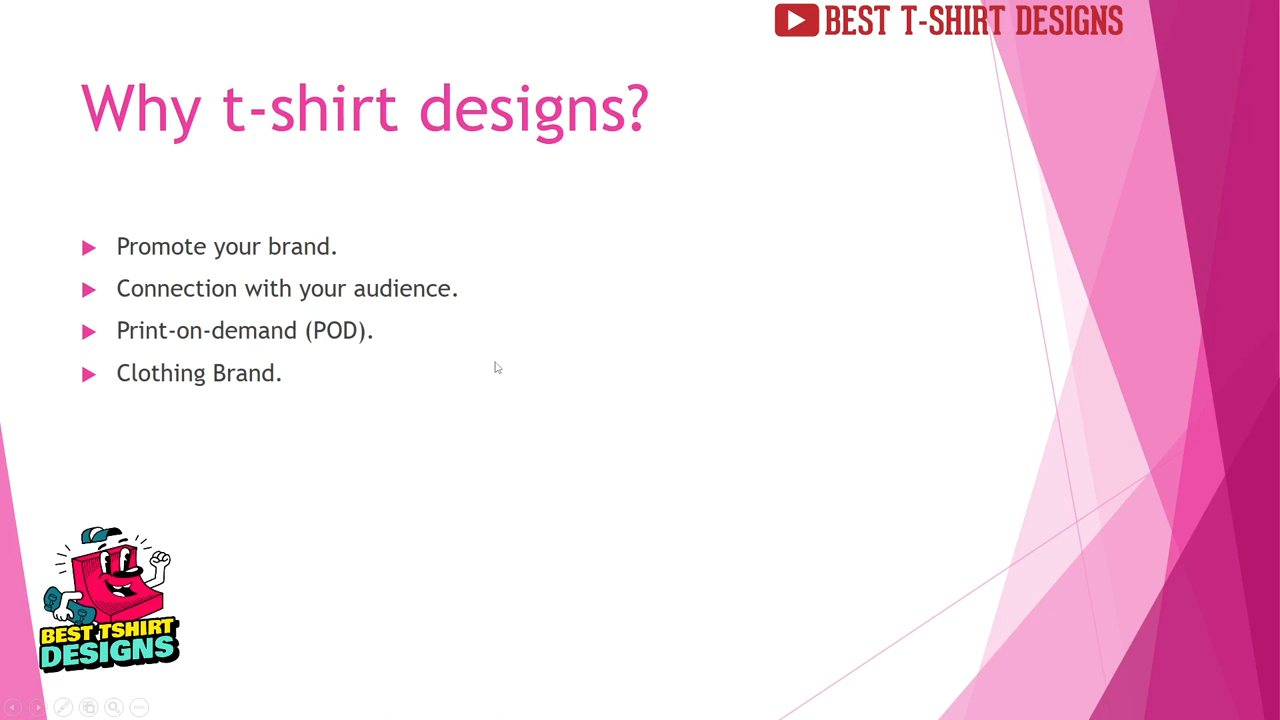 BEST T-SHIRT DESIGNS
Why t-shirt designs?
Promote your brand.
Connection with your audience.
Print-on-demand (POD).
Clothing Brand.
BEST TSHIRT
DESIGNS